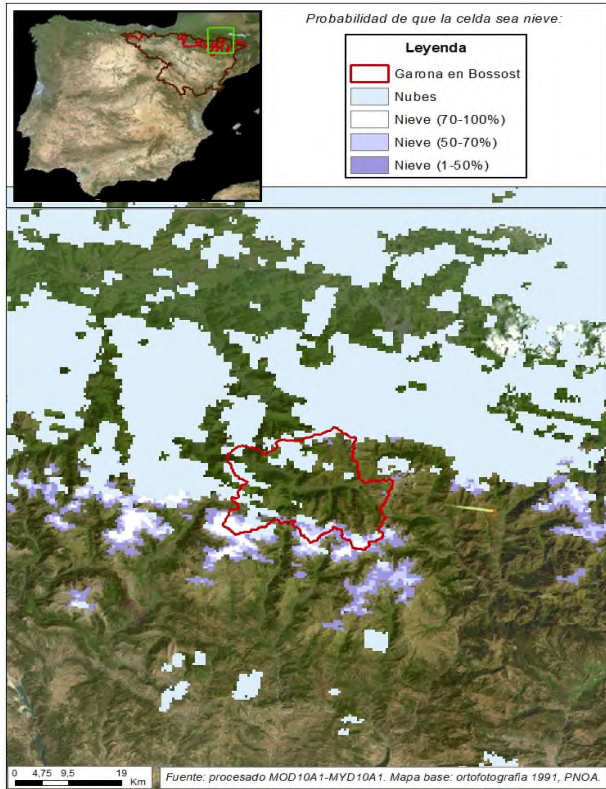 Probabilidad de que la celda sea nieve:
Leyenda
Garona en Bossost
Nubes
Nieve (70-100%)
Nieve (50-70%)
Nieve (1-50%)
0 4,75 9,5 19
Km
Fuente: procesado MOD10A1-MYD10A1. Mapa base: ortofotografia 1991, PNOA.